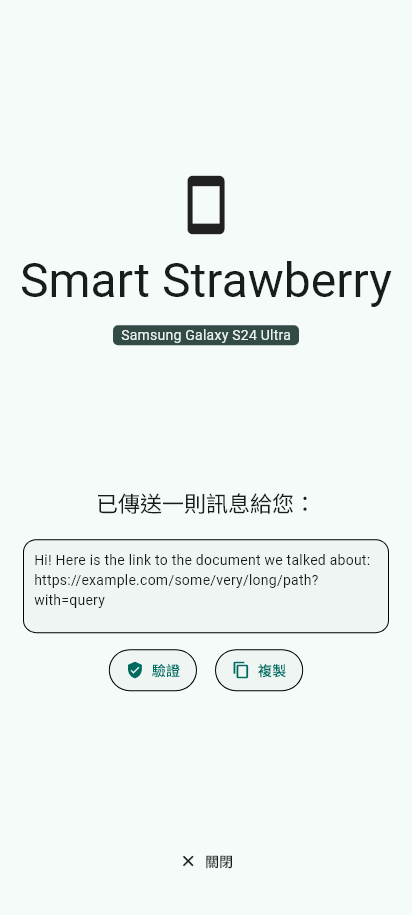 Smart Strawberry
Samsung Galaxy S24 Ultra
已傳送一則訊息給您：
Hi! Here is the link to the document we talked about:
https://example.com/some/very/long/path?
with=query
驗證
複製
關閉